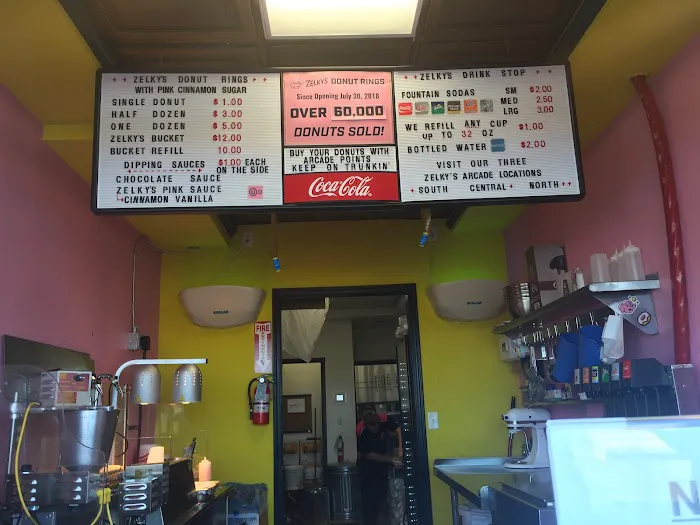 ZELKY'S DONUT RINGS
WITH PINK CINNAMON SUGAR
SINGLE DONUT $1.00
HALF DOZEN $3.00
ONE DOZEN $5.00
ZELKY'S BUCKET $12.00
BUCKET REFILL 10.00
DIPPING SAUCES $1.00 EACH
ON THE SIDE
CHOCOLATE SAUCE
ZELKY'S PINK SAUCE
CINNAMON VANILLA
ZELKY'S DONUT RINGS
Since Opening July 30, 2018
OVER 60,000
DONUTS SOLD!
BUY YOUR DONUTS WITH
ARCADE POINTS
KEEP ON TRUNKIN'
Coca-Cola
ZELKY'S DRINK STOP
FOUNTAIN SODAS SM $2.00
MED 2.50
LRG 3.00
WE REFILL ANY CUP $1.00
UP TO 32 OZ
BOTTLED WATER $2.00
VISIT OUR THREE
ZELKY'S ARCADE LOCATIONS
SOUTH CENTRAL NORTH
FIRE
N